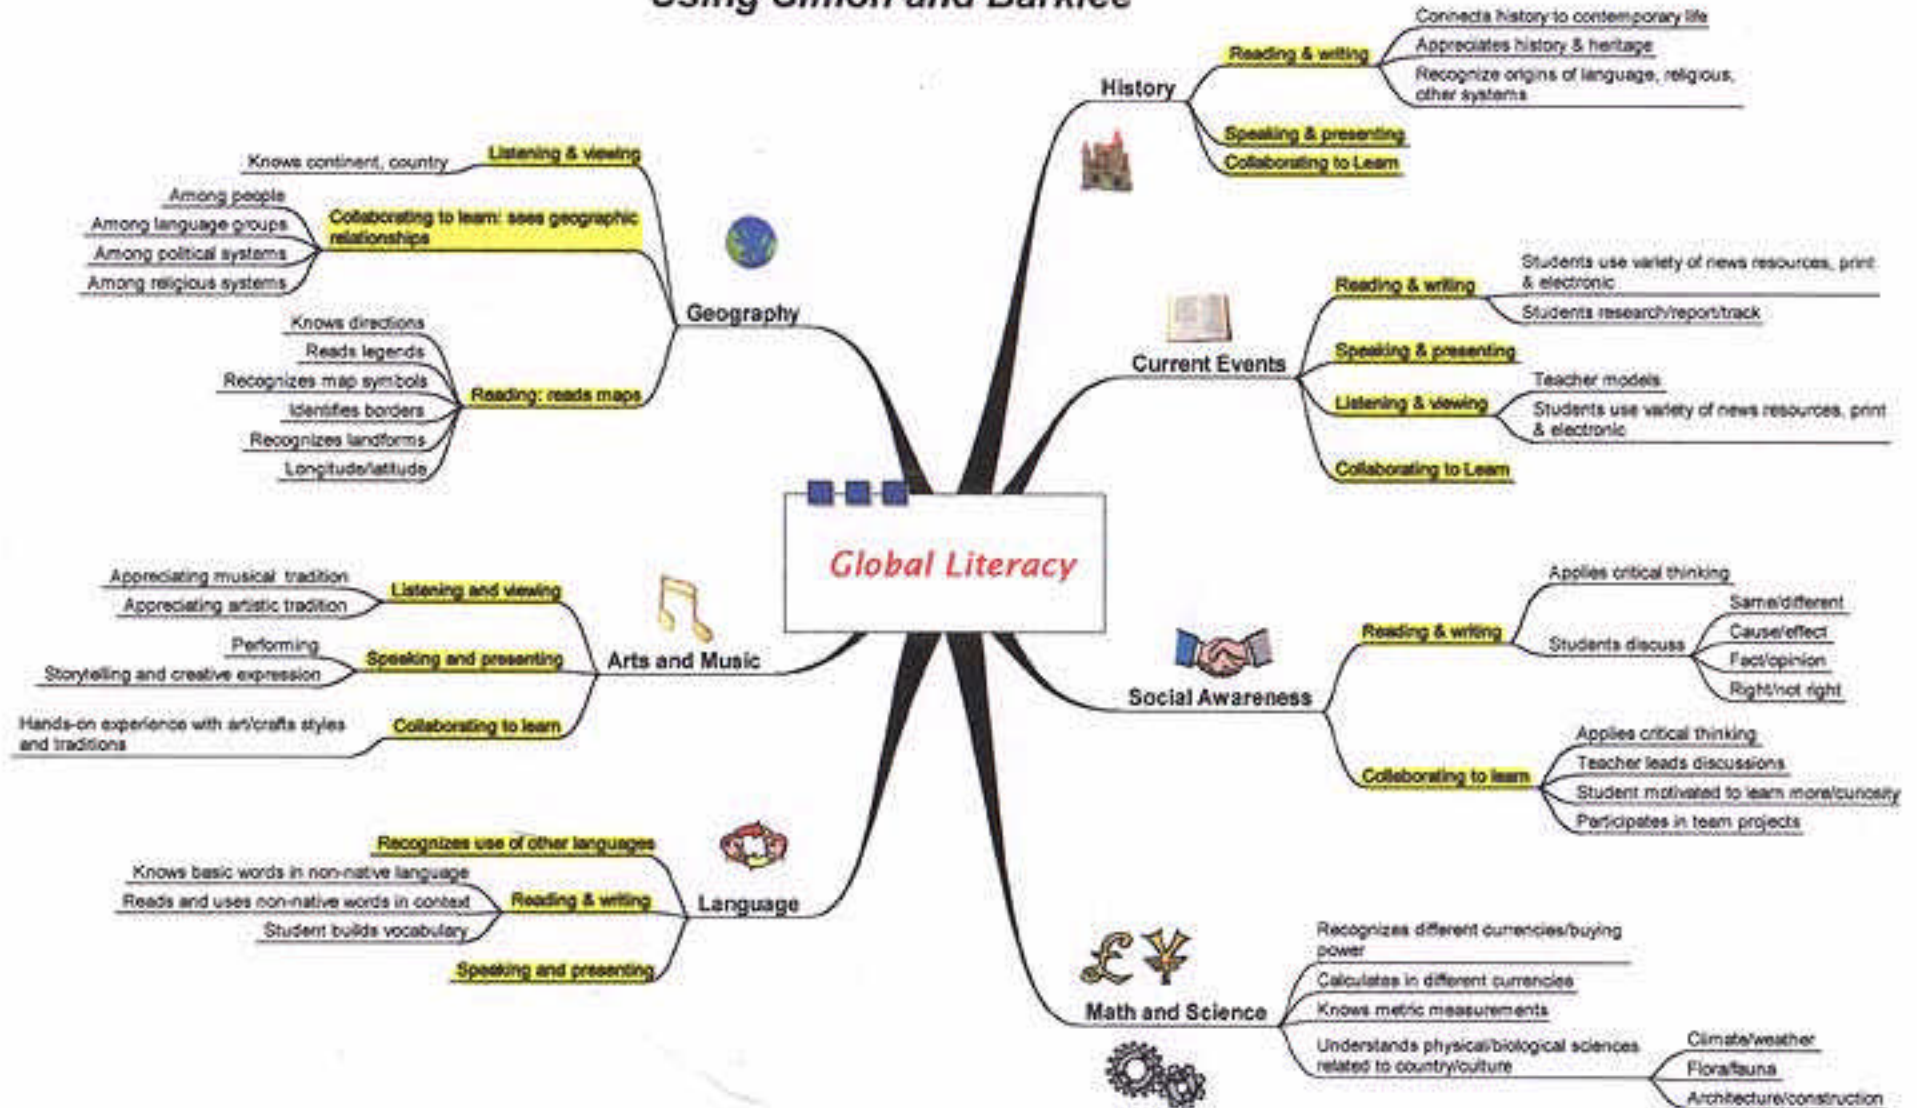 Using Simon and Barklee
Global Literacy
History
Reading & writing
Connects history to contemporary life
Appreciates history & heritage
Recognize origins of language, religious,
other systems
Speaking & presenting
Collaborating to Learn
Current Events
Reading & writing
Students use variety of news resources, print
& electronic
Students research/report/track
Speaking & presenting
Listening & viewing
Teacher models
Students use variety of news resources, print
& electronic
Collaborating to Learn
Social Awareness
Reading & writing
Applies critical thinking
Students discuss
Same/different
Cause/effect
Fact/opinion
Right/not right
Collaborating to learn
Applies critical thinking
Teacher leads discussions
Student motivated to learn more/curiosity
Participates in team projects
£ ¥
Math and Science
Recognizes different currencies/buying
power
Calculates in different currencies
Knows metric measurements
Understands physical/biological sciences
related to country/culture
Climate/weather
Flora/fauna
Architecture/construction
Geography
Listening & viewing
Knows continent, country
Collaborating to learn: sees geographic
relationships
Among people
Among language groups
Among political systems
Among religious systems
Reading: reads maps
Knows directions
Reads legends
Recognizes map symbols
Identifies borders
Recognizes landforms
Longitude/latitude
Arts and Music
Listening and viewing
Appreciating musical tradition
Appreciating artistic tradition
Speaking and presenting
Performing
Storytelling and creative expression
Collaborating to learn
Hands-on experience with art/crafts styles
and traditions
Language
Recognizes use of other languages
Reading & writing
Knows basic words in non-native language
Reads and uses non-native words in context
Student builds vocabulary
Speaking and presenting